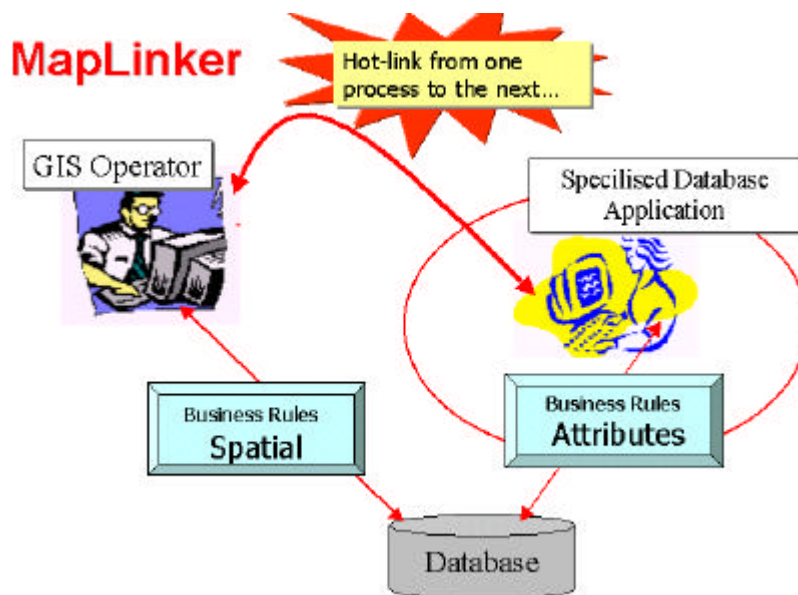 MapLinker
Hot-link from one
process to the next...
GIS Operator
Specilised Database
Application
Business Rules
Spatial
Business Rules
Attributes
Database